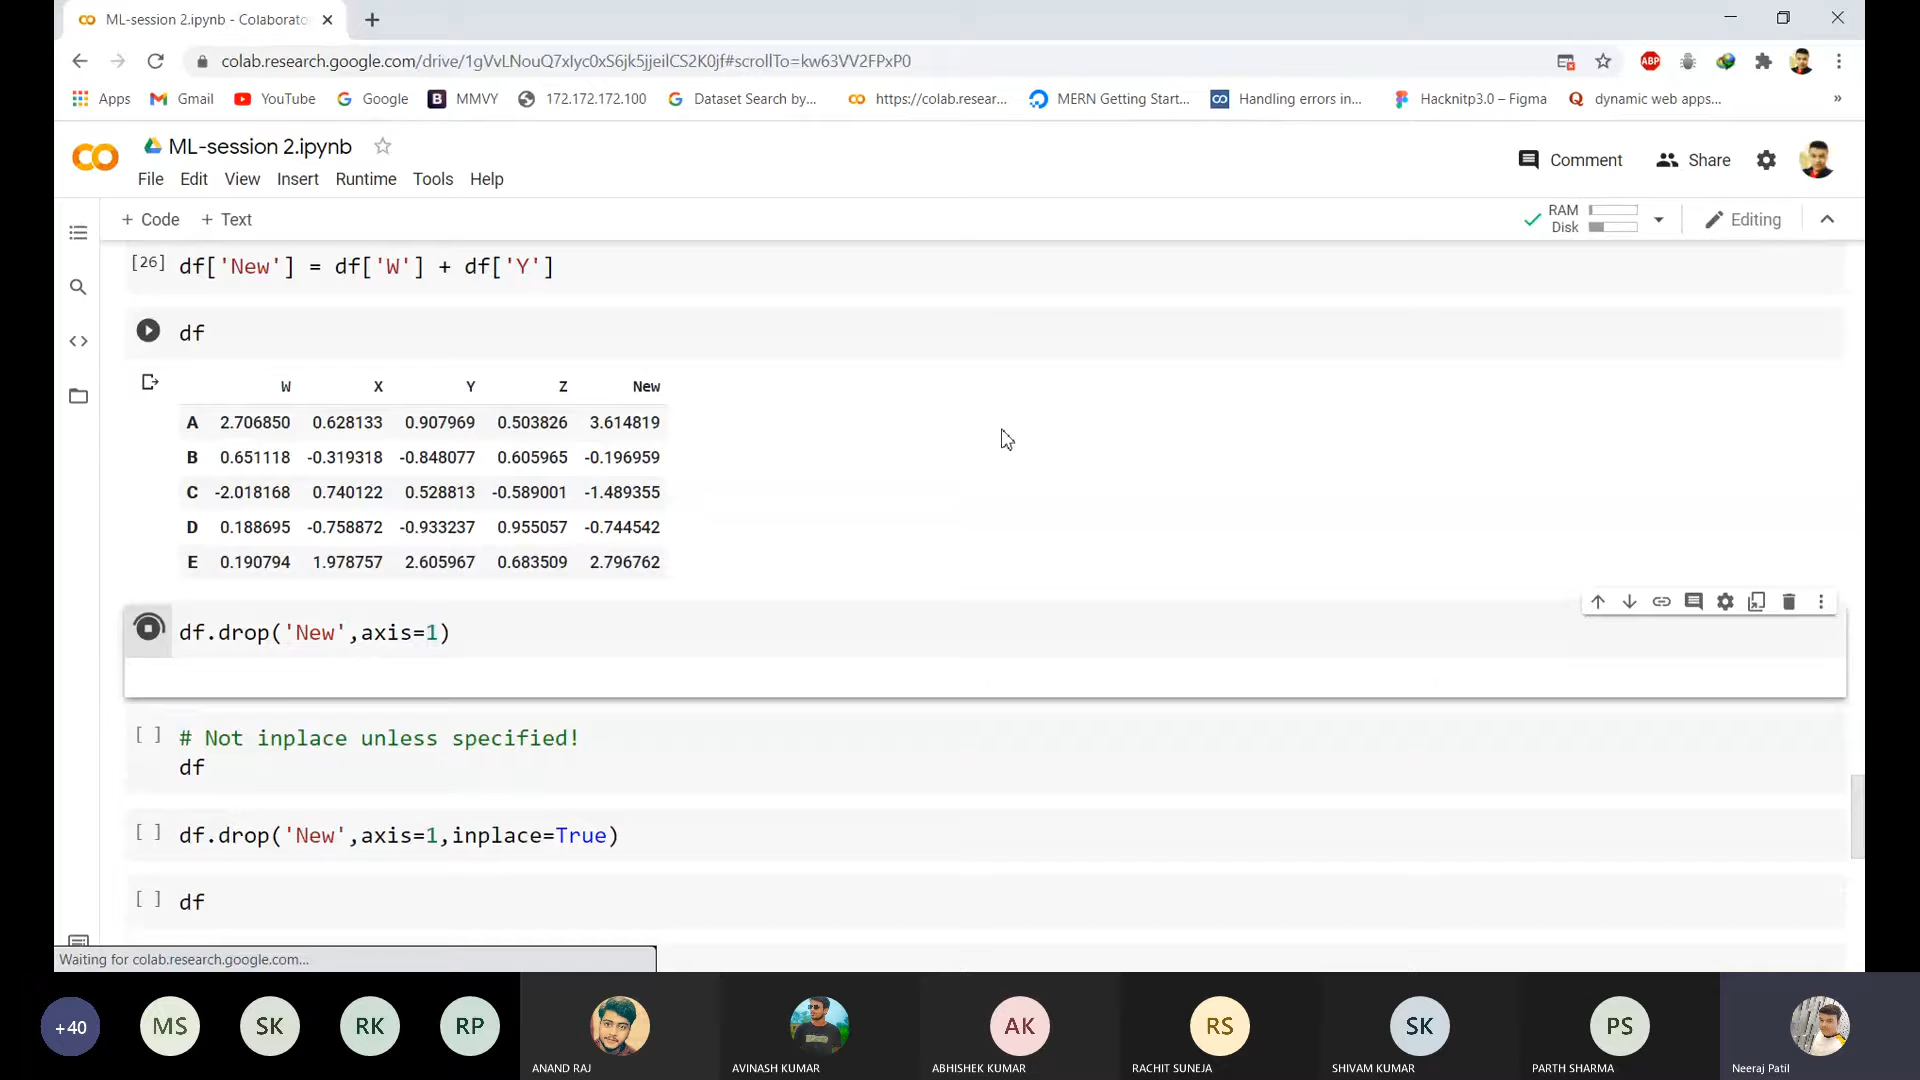 ML-session 2.ipynb - Colaborato
colab.research.google.com/drive/1gVvLNouQ7xIyc0xS6jk5jjeilCS2K0jf#scrollTo=kw63VV2FPxP0
ABP
Apps Gmail YouTube Google MMVY 172.172.172.100 Dataset Search by... https://colab.resear... MERN Getting Start... Handling errors in... Hacknitp3.0 – Figma dynamic web apps... »
ML-session 2.ipynb
Comment Share
File Edit View Insert Runtime Tools Help
+ Code + Text
RAM
Disk
Editing
[26] df['New'] = df['W'] + df['Y']
df
W X Y Z New
A 2.706850 0.628133 0.907969 0.503826 3.614819
B 0.651118 -0.319318 -0.848077 0.605965 -0.196959
C -2.018168 0.740122 0.528813 -0.589001 -1.489355
D 0.188695 -0.758872 -0.933237 0.955057 -0.744542
E 0.190794 1.978757 2.605967 0.683509 2.796762
df.drop('New',axis=1)
[ ] # Not inplace unless specified!
df
[ ] df.drop('New',axis=1,inplace=True)
[ ] df
Waiting for colab.research.google.com...
+40 MS SK RK RP AK RS SK PS
ANAND RAJ AVINASH KUMAR ABHISHEK KUMAR RACHIT SUNEJA SHIVAM KUMAR PARTH SHARMA Neeraj Patil